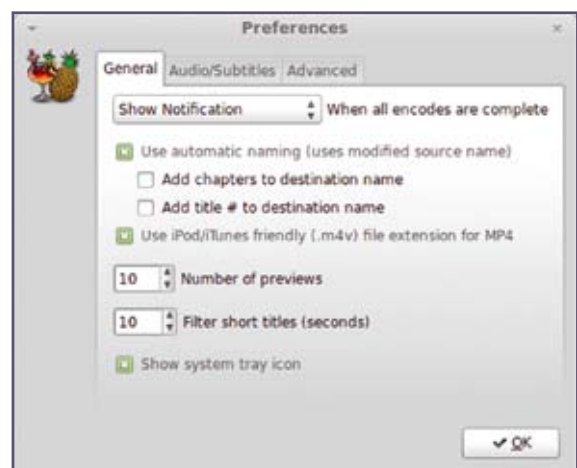 Preferences
General Audio/Subtitles Advanced
Show Notification When all encodes are complete
Use automatic naming (uses modified source name)
Add chapters to destination name
Add title # to destination name
Use iPod/iTunes friendly (.m4v) file extension for MP4
10 Number of previews
10 Filter short titles (seconds)
Show system tray icon
OK